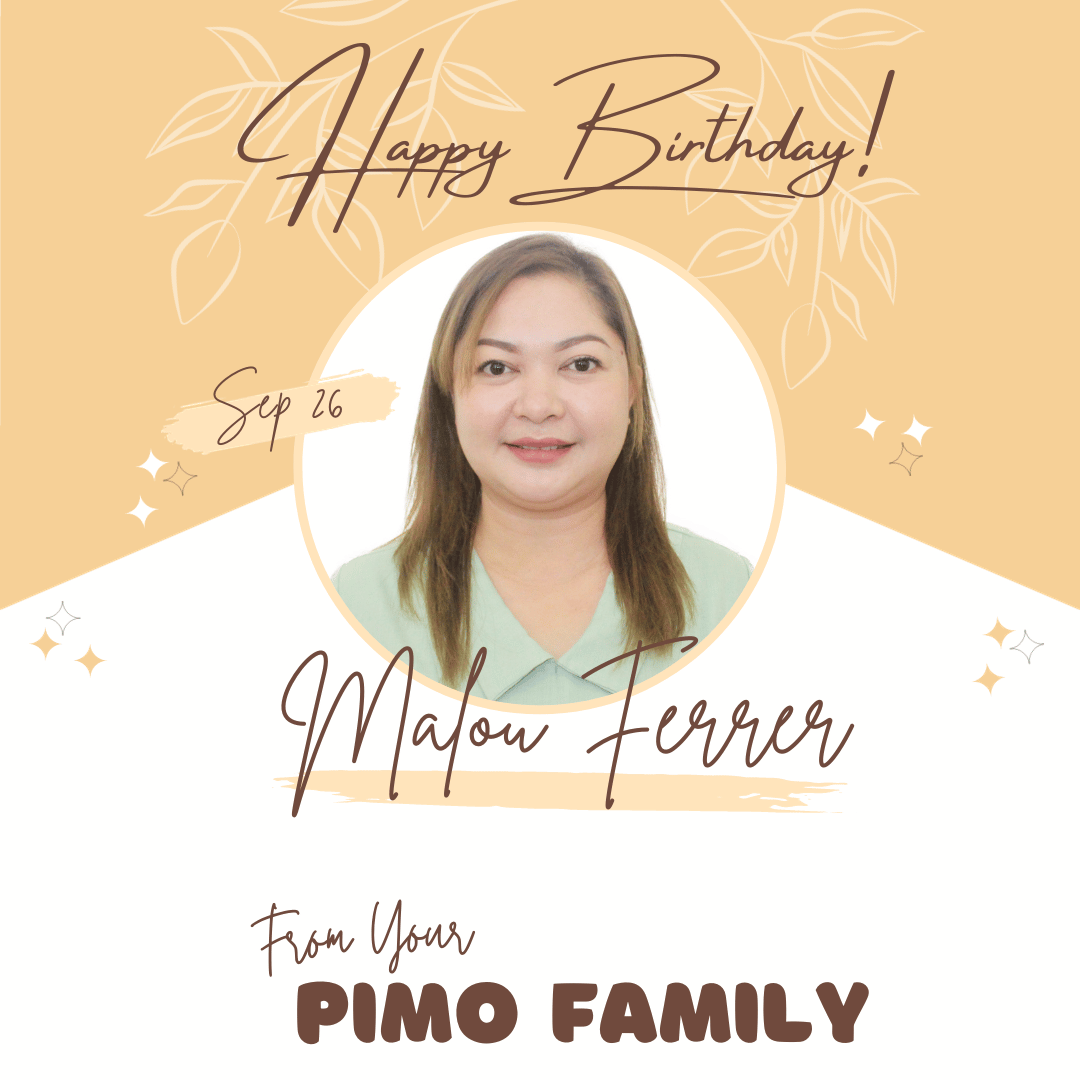 Happy Birthday!
Sep 26
Malou Ferrer
From Your
PIMO FAMILY